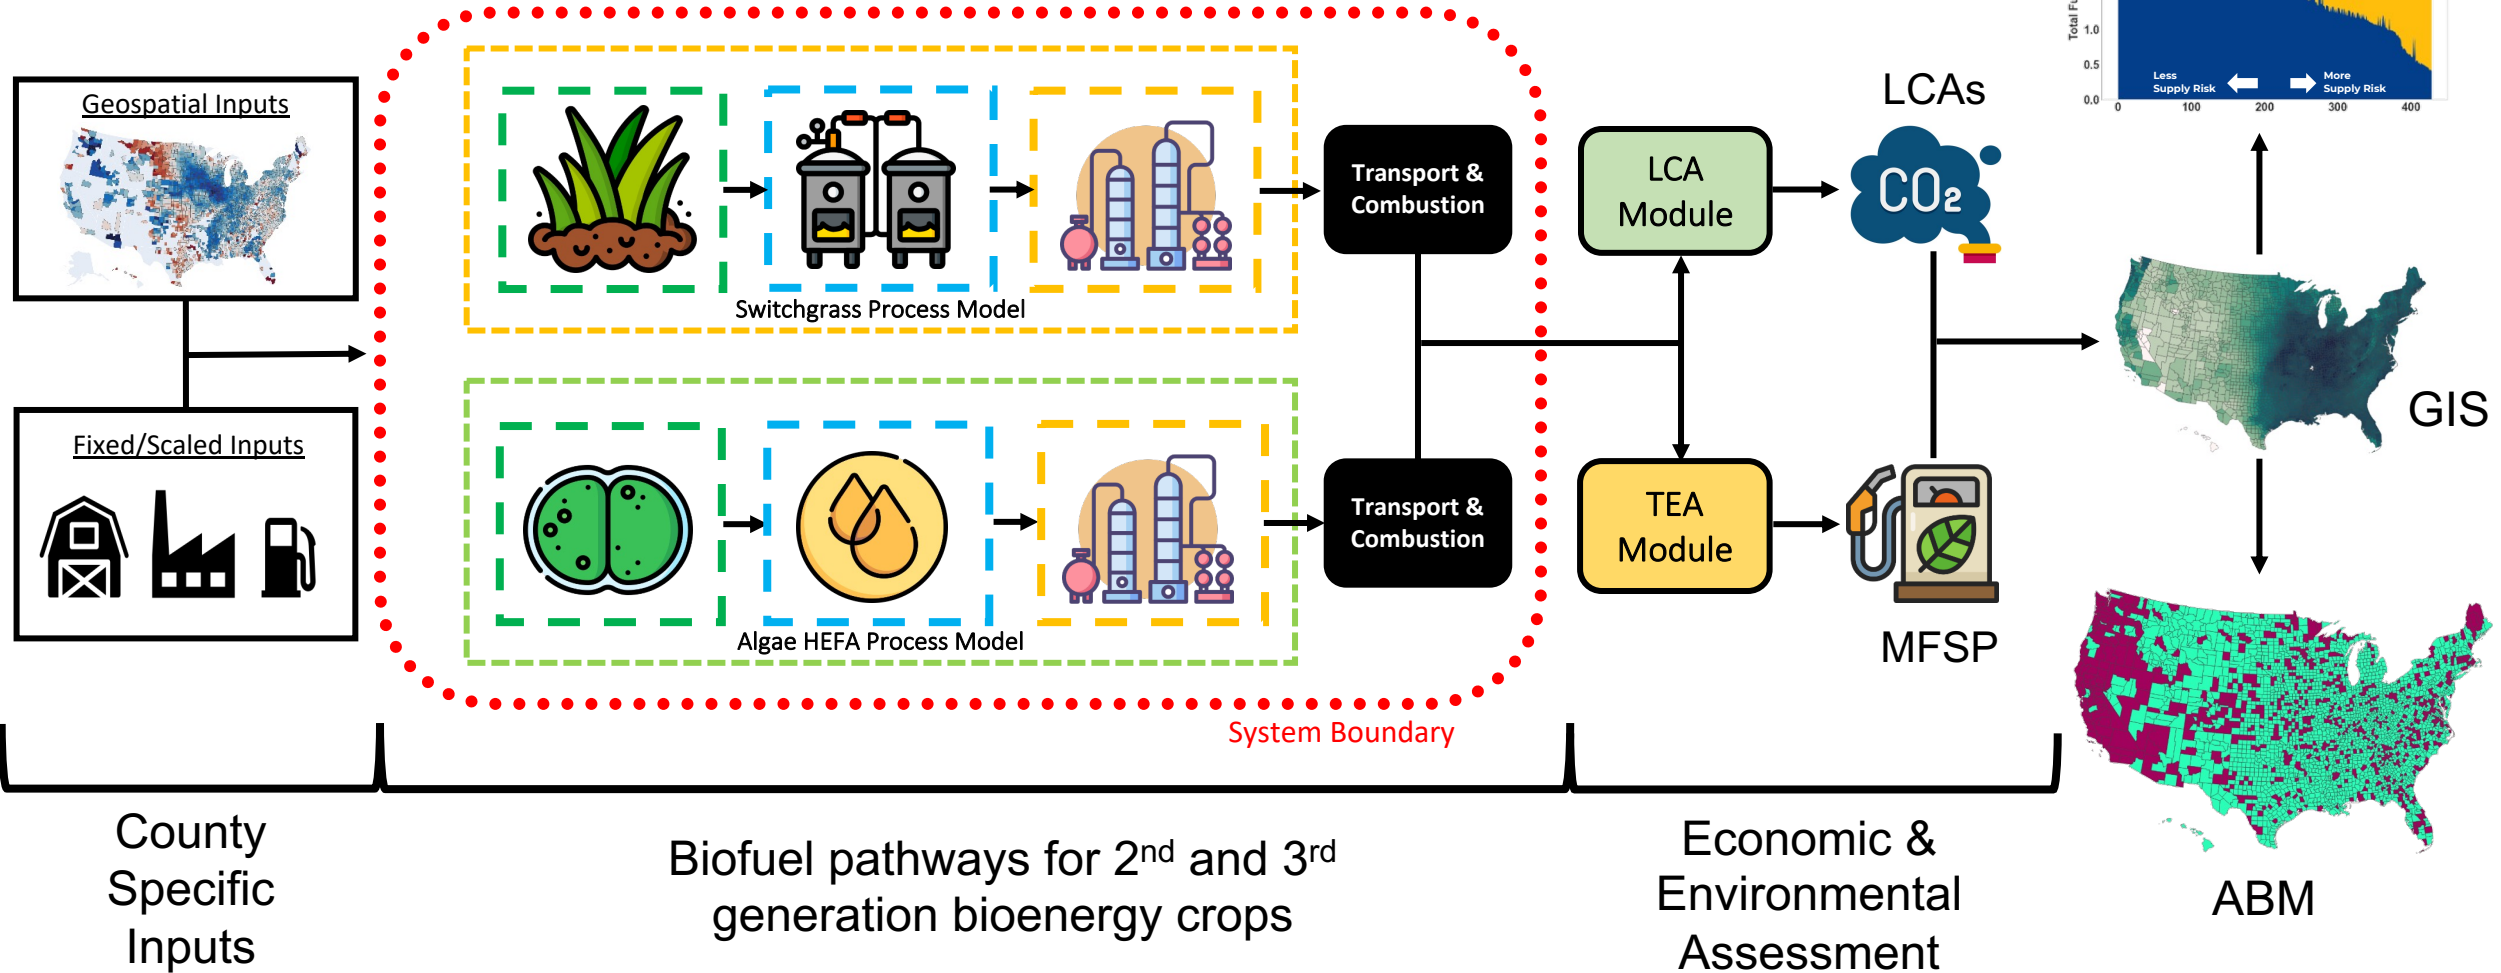 Geospatial Inputs
Fixed/Scaled Inputs
County
Specific
Inputs
Switchgrass Process Model
Algae HEFA Process Model
Transport &
Combustion
Transport &
Combustion
System Boundary
Biofuel pathways for 2nd and 3rd
generation bioenergy crops
LCA
Module
TEA
Module
LCAs
CO2
MFSP
Economic &
Environmental
Assessment
Total
1.0
0.5
0.0
Less
Supply Risk
More
Supply Risk
0 100 200 300 400
GIS
ABM